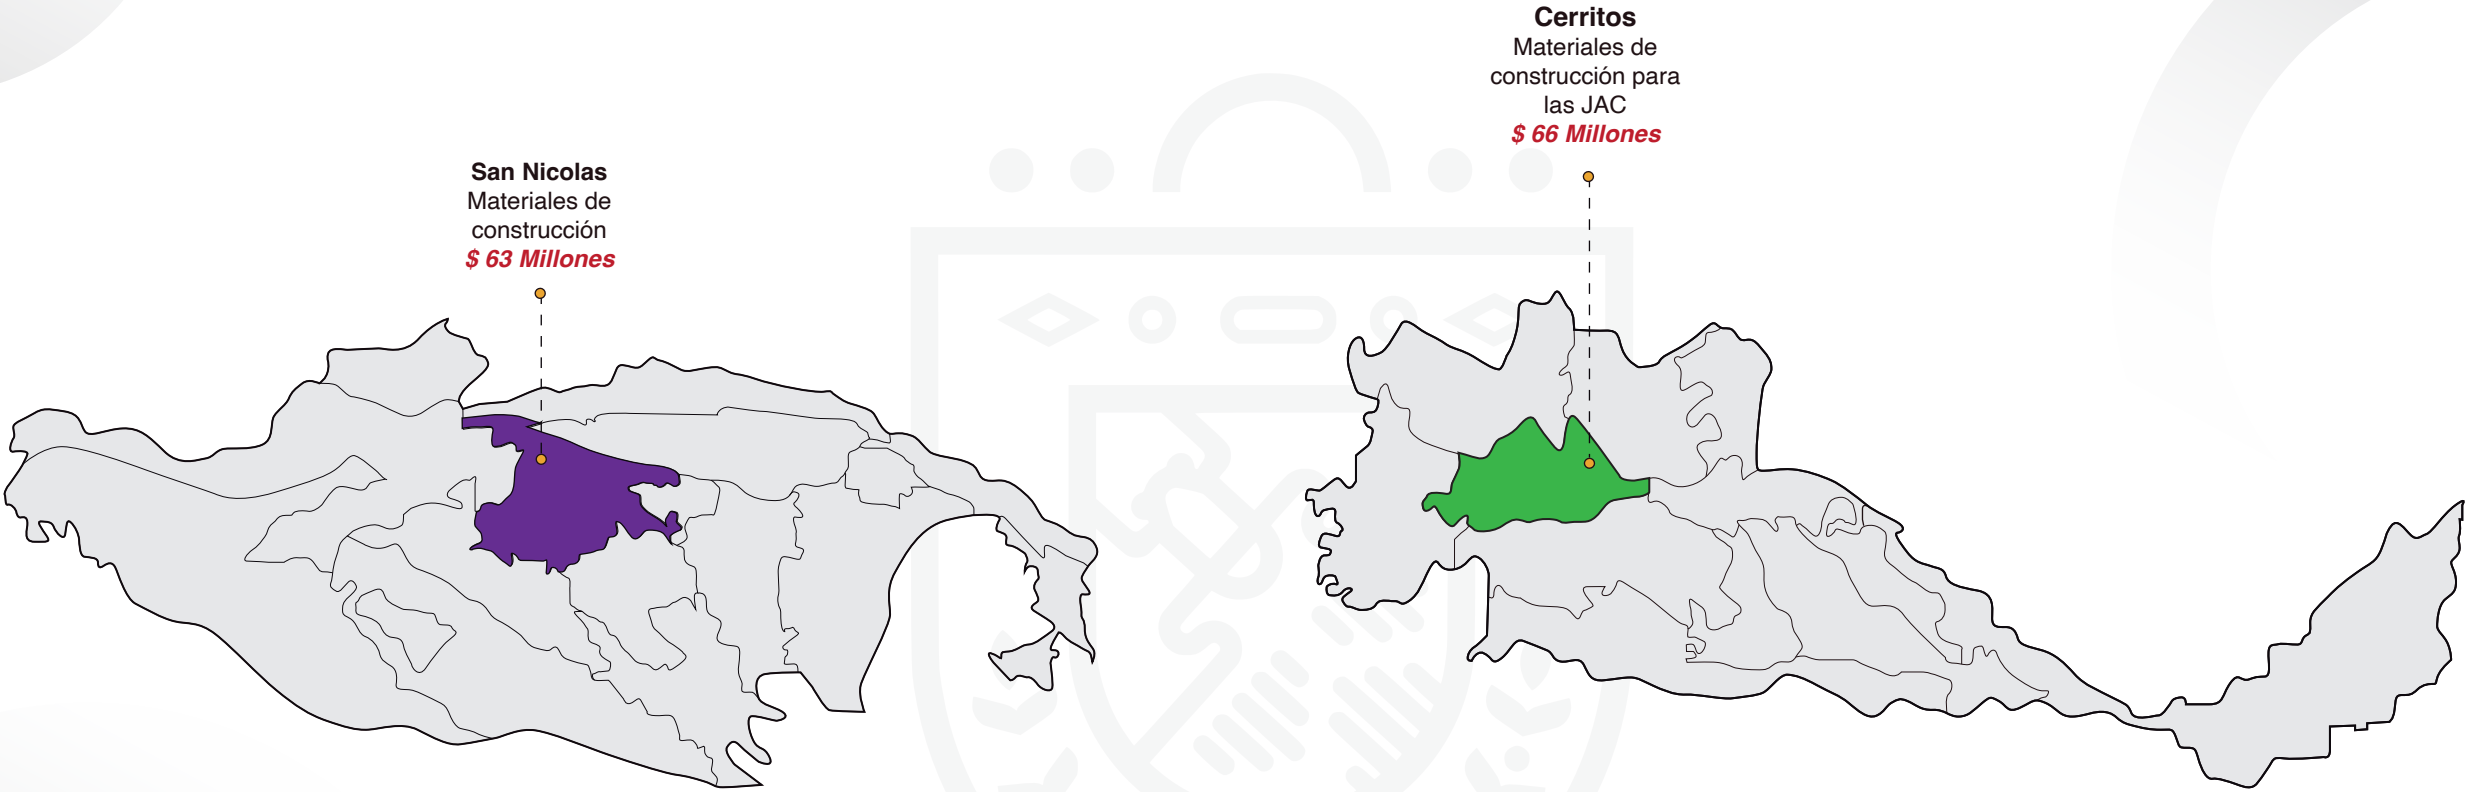 San Nicolas
Materiales de
construcción
$ 63 Millones
Cerritos
Materiales de
construcción para
las JAC
$ 66 Millones